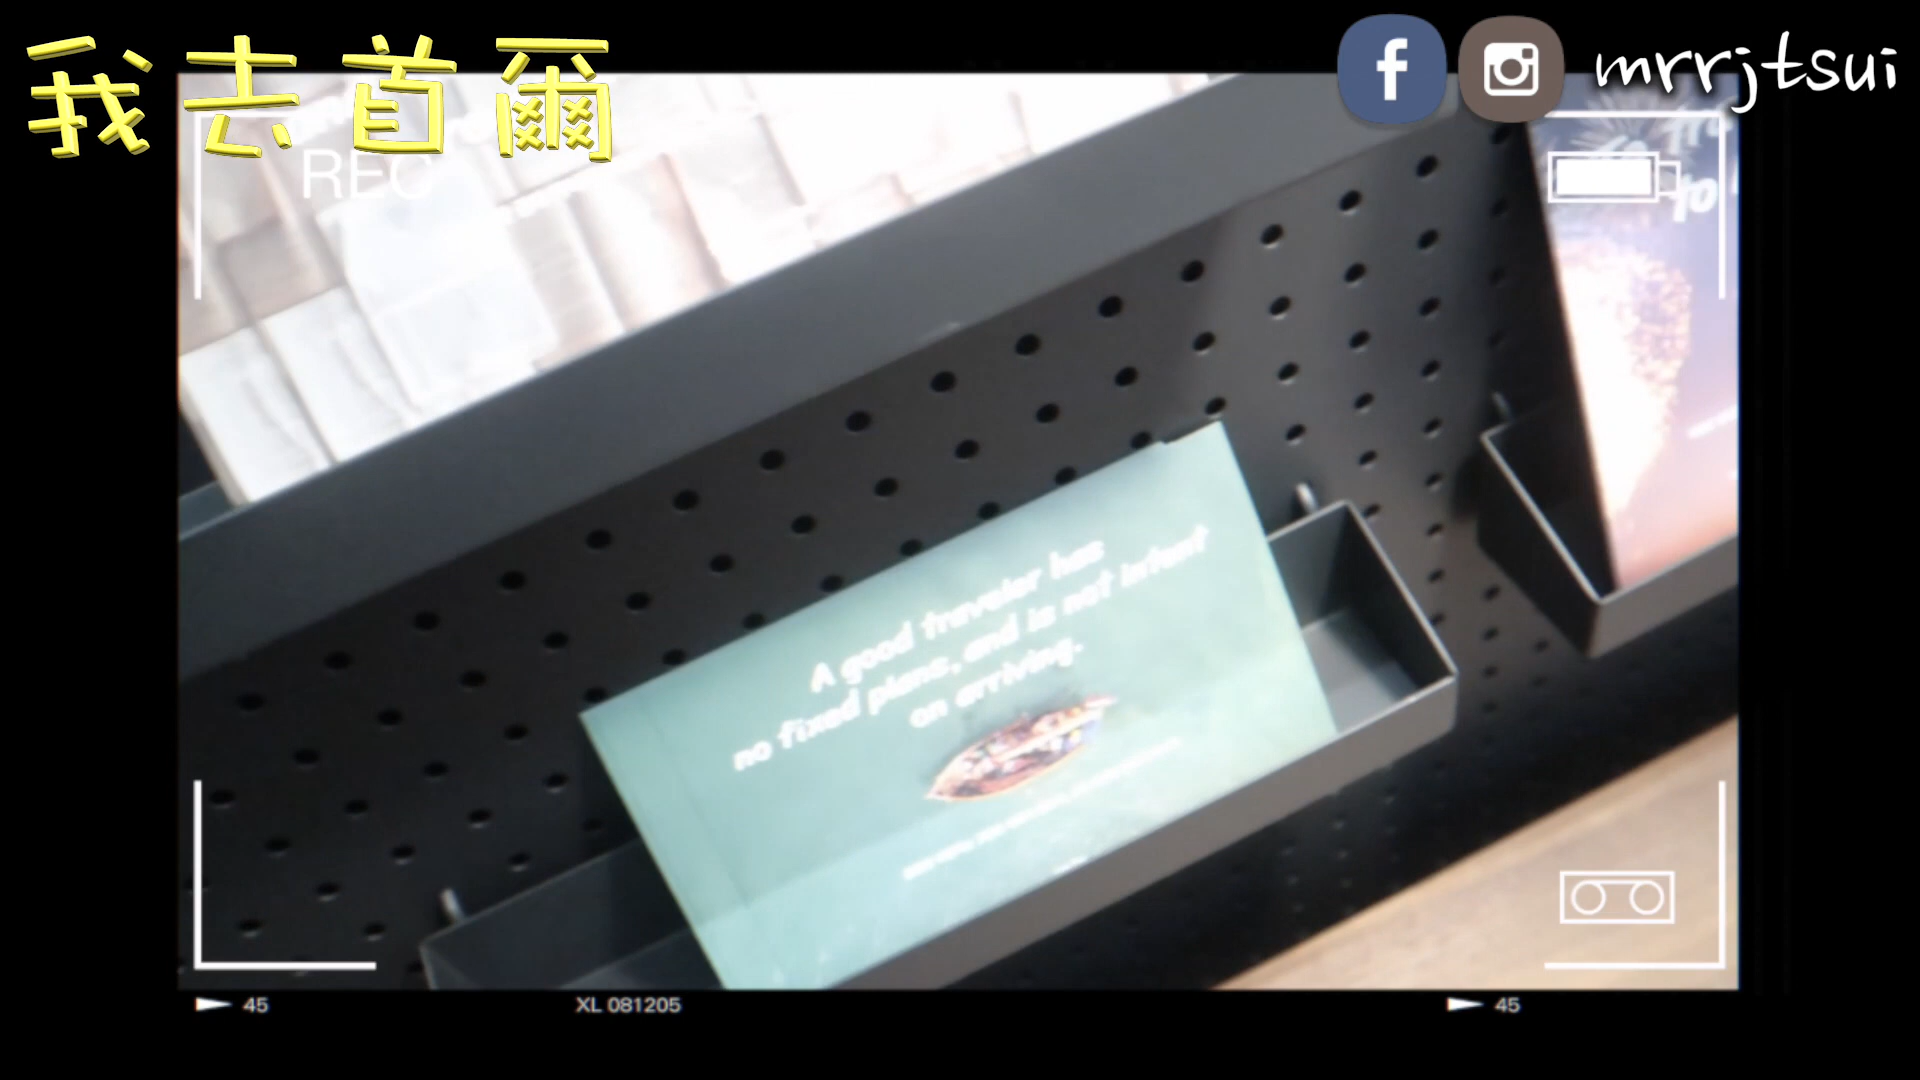 我去首爾
mrrjtsui
REC
A good traveler has
no fixed plans, and is not intent
on arriving.
45
XL 081205
45